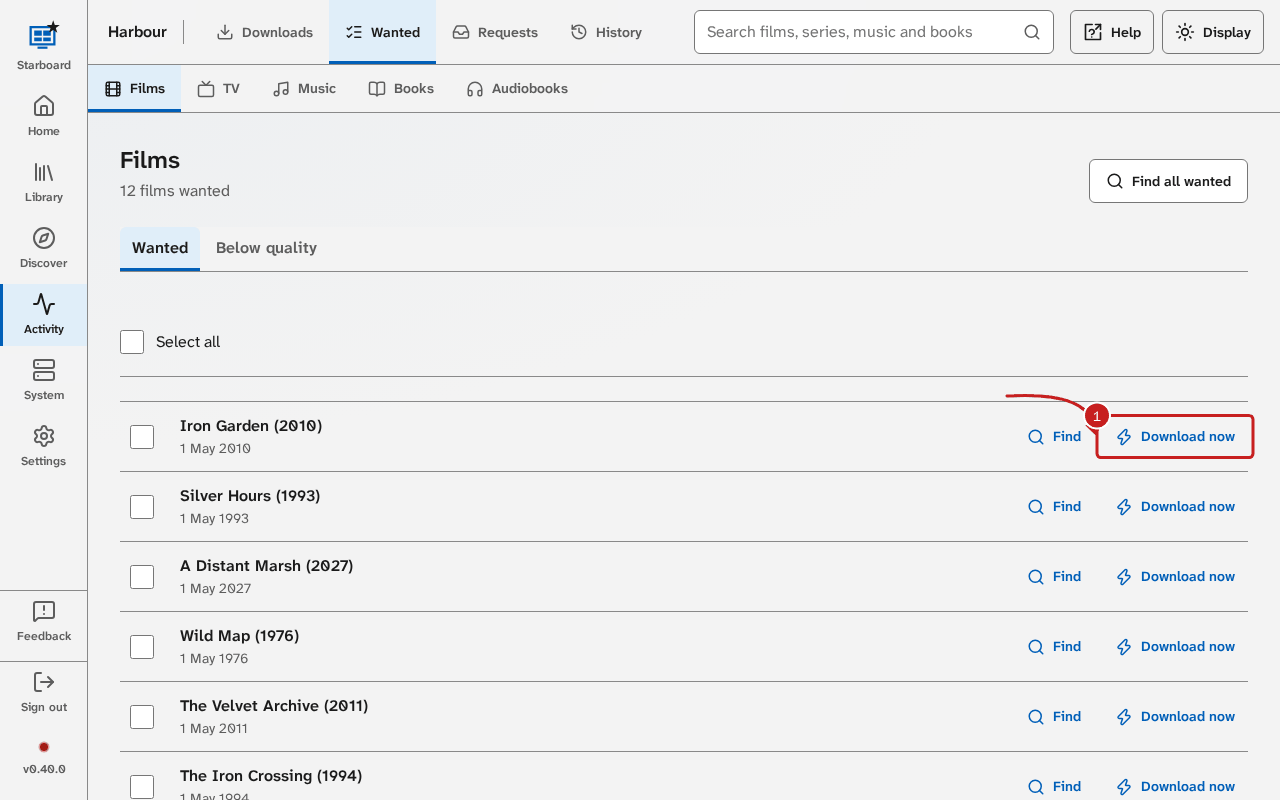 Starboard
Home
Library
Discover
Activity
System
Settings
Feedback
Sign out
v0.40.0
Harbour
Downloads
Wanted
Requests
History
Search films, series, music and books
Help
Display
Films
TV
Music
Books
Audiobooks
Films
12 films wanted
Find all wanted
Wanted
Below quality
Select all
Iron Garden (2010)
1 May 2010
Find
1
Download now
Silver Hours (1993)
1 May 1993
Find
Download now
A Distant Marsh (2027)
1 May 2027
Find
Download now
Wild Map (1976)
1 May 1976
Find
Download now
The Velvet Archive (2011)
1 May 2011
Find
Download now
The Iron Crossing (1994)
1 May 1994
Find
Download now